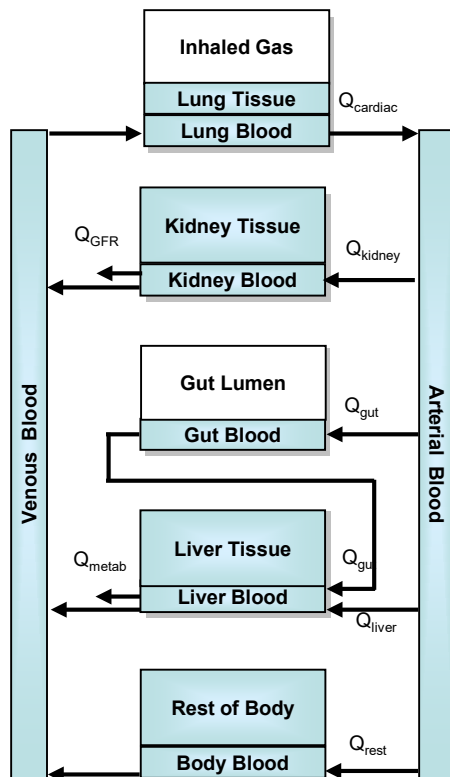 Inhaled Gas
Lung Tissue
Q_cardiac
Lung Blood
Kidney Tissue
Q_GFR
Q_kidney
Kidney Blood
Gut Lumen
Q_gut
Gut Blood
Venous Blood
Arterial Blood
Liver Tissue
Q_metab
Q_gu
Liver Blood
Q_liver
Rest of Body
Q_rest
Body Blood